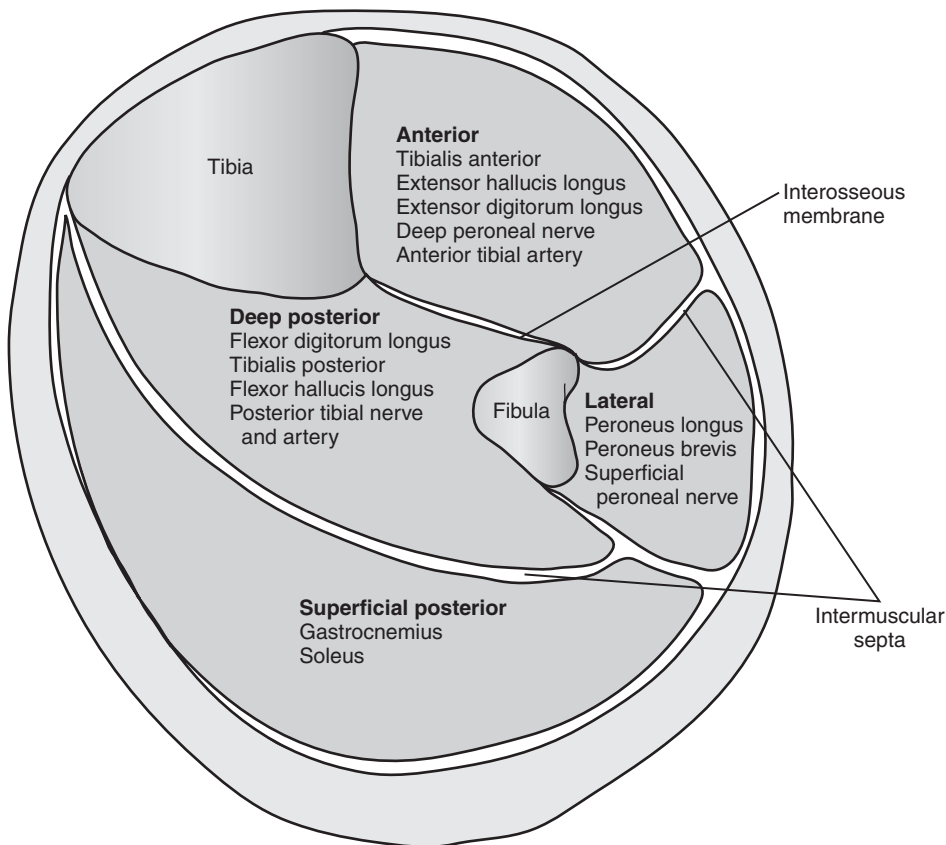 Tibia
Anterior
Tibialis anterior
Extensor hallucis longus
Extensor digitorum longus
Deep peroneal nerve
Anterior tibial artery
Interosseous
membrane
Deep posterior
Flexor digitorum longus
Tibialis posterior
Flexor hallucis longus
Posterior tibial nerve
and artery
Fibula
Lateral
Peroneus longus
Peroneus brevis
Superficial
peroneal nerve
Superficial posterior
Gastrocnemius
Soleus
Intermuscular
septa